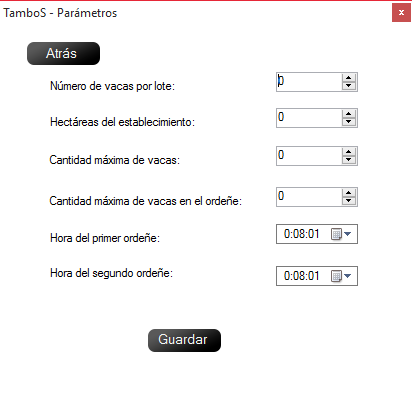 TamboS - Parámetros
Atrás
Número de vacas por lote: 0
Hectáreas del establecimiento: 0
Cantidad máxima de vacas: 0
Cantidad máxima de vacas en el ordeñe: 0
Hora del primer ordeñe: 0:08:01
Hora del segundo ordeñe: 0:08:01
Guardar